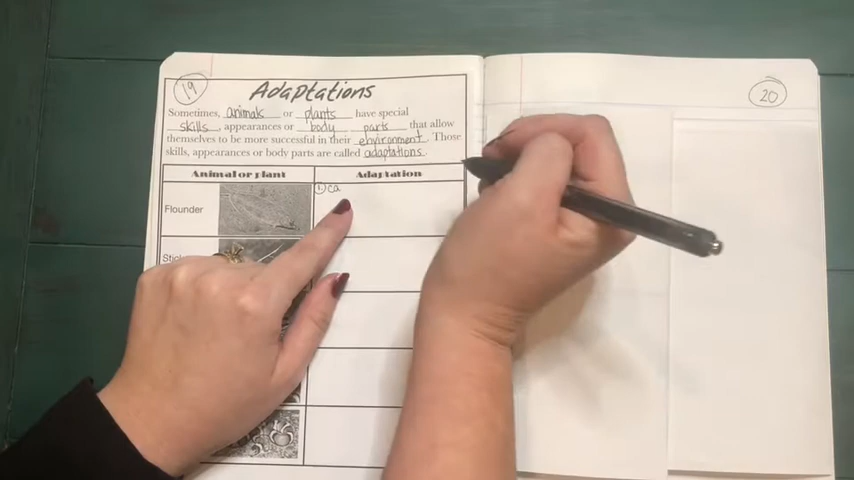 19
Adaptations
20
Sometimes, animals or plants have special
skills, appearances or body parts that allow
themselves to be more successful in their environment. Those
skills, appearances or body parts are called adaptations.
Animal or plant Adaptation
Flounder
1. ca